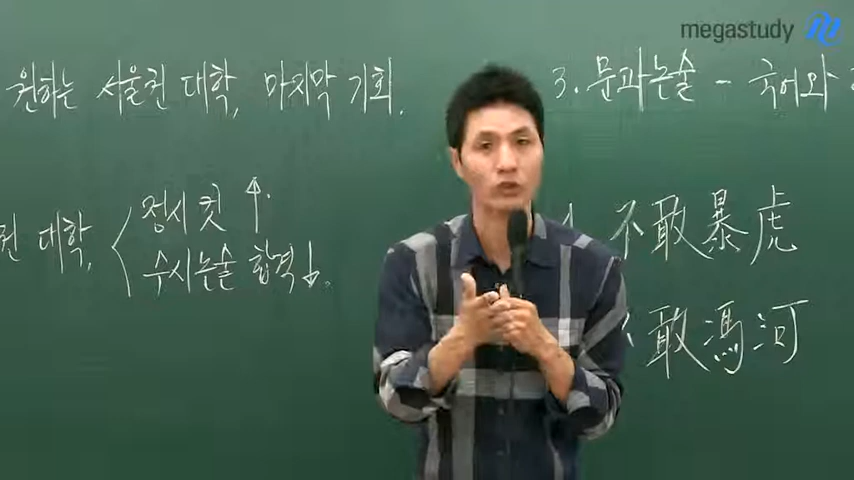 megastudy
원하는 서울권 대학, 마지막 기회.
권 대학,
정시 컷 ↑.
수시논술 합격↓.
3. 문과논술 - 국어와
不敢暴虎
敢馮河